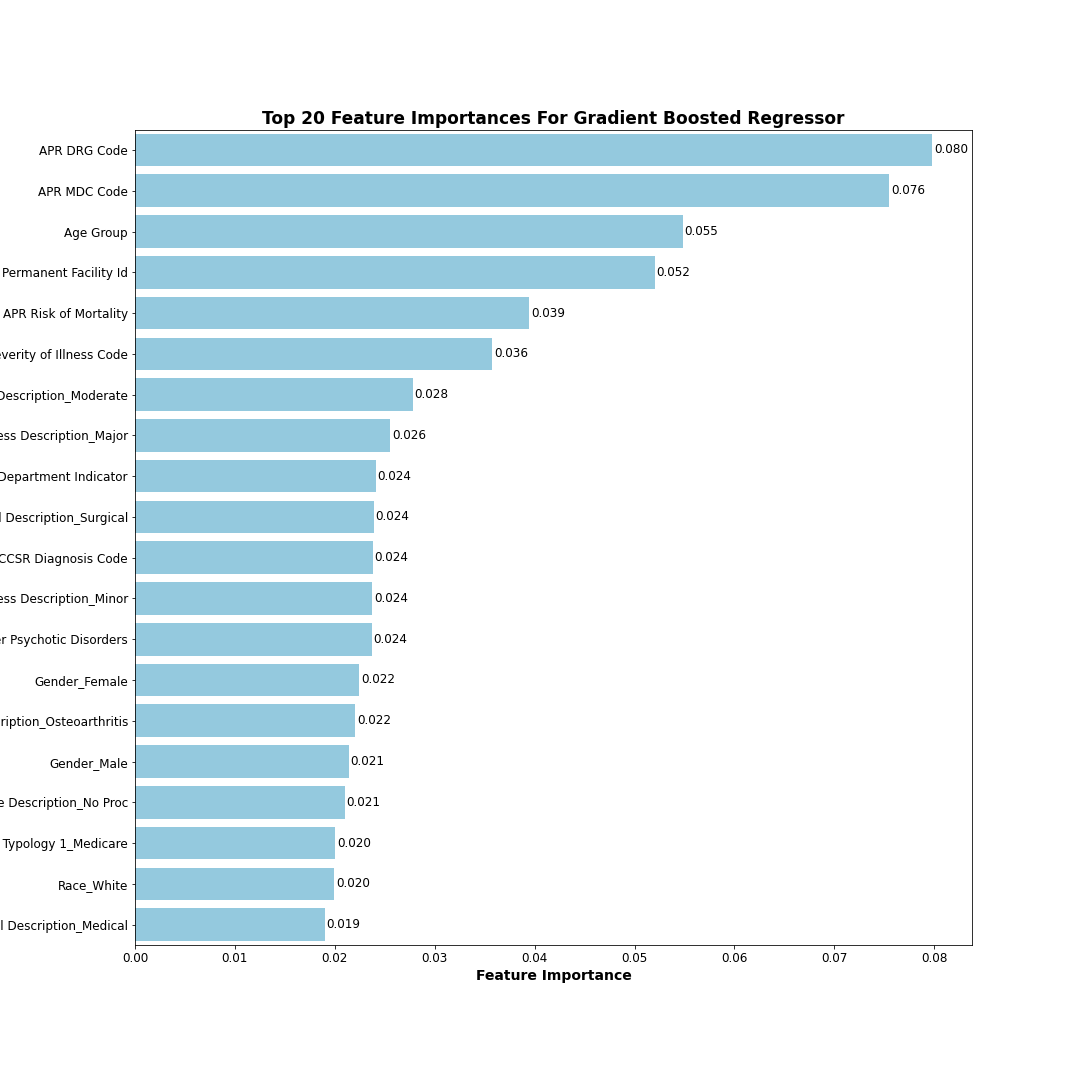 Top 20 Feature Importances For Gradient Boosted Regressor
APR DRG Code 0.080
APR MDC Code 0.076
Age Group 0.055
Permanent Facility Id 0.052
APR Risk of Mortality 0.039
verity of Illness Code 0.036
Description_Moderate 0.028
ess Description_Major 0.026
Department Indicator 0.024
l Description_Surgical 0.024
CCSR Diagnosis Code 0.024
ess Description_Minor 0.024
r Psychotic Disorders 0.024
Gender_Female 0.022
ription_Osteoarthritis 0.022
Gender_Male 0.021
e Description_No Proc 0.021
Typology 1_Medicare 0.020
Race_White 0.020
l Description_Medical 0.019
0.00 0.01 0.02 0.03 0.04 0.05 0.06 0.07 0.08
Feature Importance